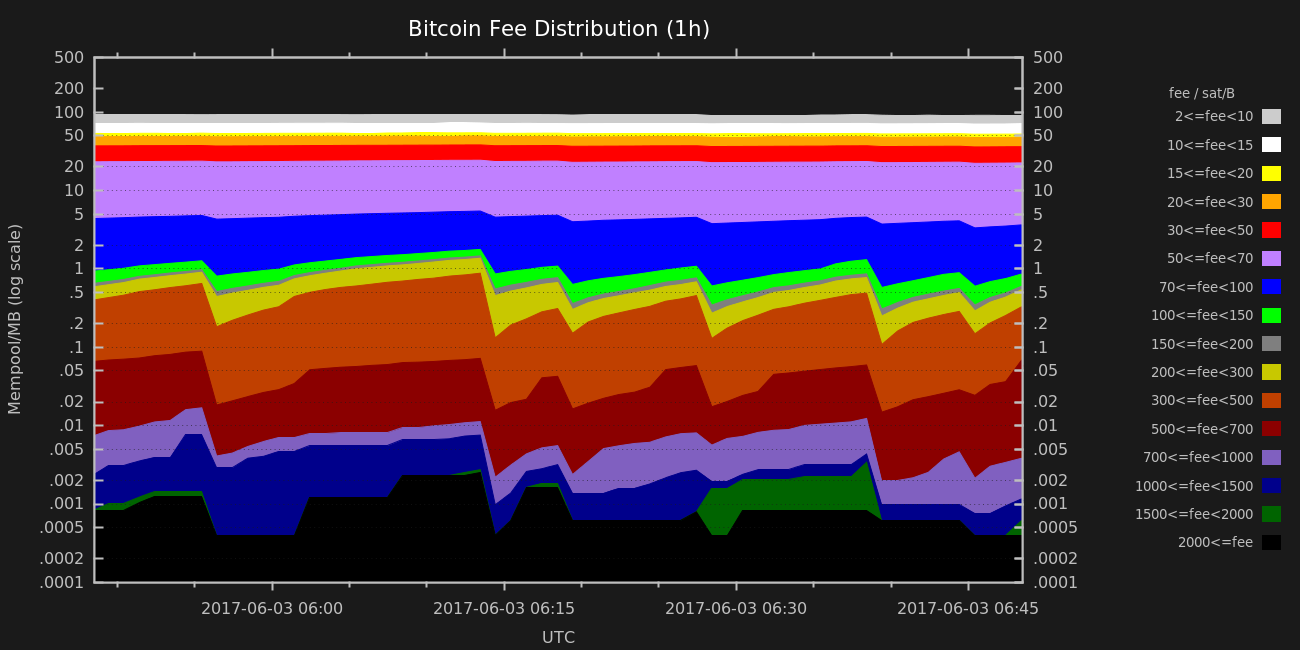 Bitcoin Fee Distribution (1h)
Mempool/MB (log scale)
500
200
100
50
20
10
5
2
1
.5
.2
.1
.05
.02
.01
.005
.002
.001
.0005
.0002
.0001
500
200
100
50
20
10
5
2
1
.5
.2
.1
.05
.02
.01
.005
.002
.001
.0005
.0002
.0001
fee / sat/B
2<=fee<10
10<=fee<15
15<=fee<20
20<=fee<30
30<=fee<50
50<=fee<70
70<=fee<100
100<=fee<150
150<=fee<200
200<=fee<300
300<=fee<500
500<=fee<700
700<=fee<1000
1000<=fee<1500
1500<=fee<2000
2000<=fee
2017-06-03 06:00 2017-06-03 06:15 2017-06-03 06:30 2017-06-03 06:45
UTC